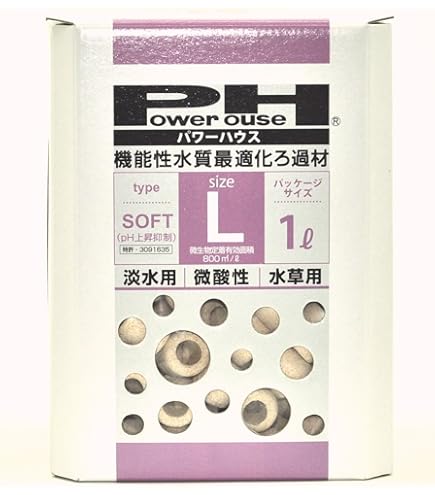 PH
Power ouse®
パワーハウス
機能性水質最適化ろ過材
type
SOFT
(pH上昇抑制)
特許・3091635
size
L
微生物定着有効面積
800㎡/ℓ
パッケージ
サイズ
1ℓ
淡水用 微酸性 水草用